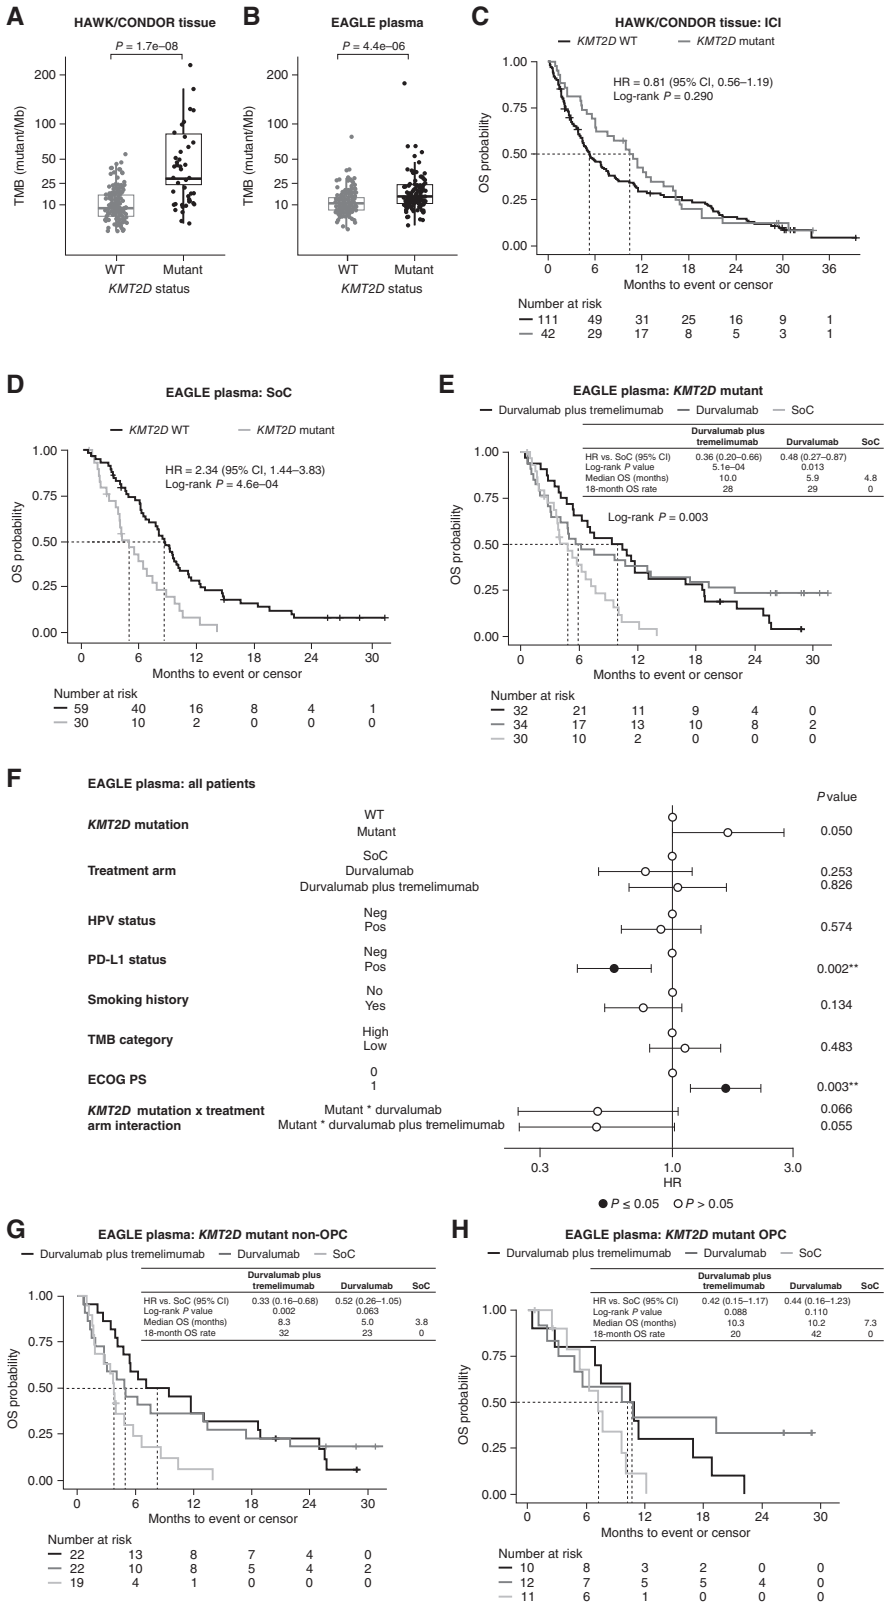 A
HAWK/CONDOR tissue
P = 1.7e–08
TMB (mutant/Mb)
200
100
50
25
10
WT Mutant
KMT2D status
B
EAGLE plasma
P = 4.4e–06
TMB (mutant/Mb)
200
100
50
25
10
WT Mutant
KMT2D status
C
HAWK/CONDOR tissue: ICI
KMT2D WT KMT2D mutant
HR = 0.81 (95% CI, 0.56–1.19)
Log-rank P = 0.290
OS probability
1.00
0.75
0.50
0.25
0.00
0 6 12 18 24 30 36
Months to event or censor
Number at risk
111 49 31 25 16 9 1
42 29 17 8 5 3 1
D
EAGLE plasma: SoC
KMT2D WT KMT2D mutant
HR = 2.34 (95% CI, 1.44–3.83)
Log-rank P = 4.6e–04
OS probability
1.00
0.75
0.50
0.25
0.00
0 6 12 18 24 30
Months to event or censor
Number at risk
59 40 16 8 4 1
30 10 2 0 0 0
E
EAGLE plasma: KMT2D mutant
Durvalumab plus tremelimumab Durvalumab SoC
Durvalumab plus
tremelimumab Durvalumab SoC
HR vs. SoC (95% CI) 0.36 (0.20–0.66) 0.48 (0.27–0.87)
Log-rank P value 5.1e–04 0.013
Median OS (months) 10.0 5.9 4.8
18-month OS rate 28 29 0
Log-rank P = 0.003
OS probability
1.00
0.75
0.50
0.25
0.00
0 6 12 18 24 30
Months to event or censor
Number at risk
32 21 11 9 4 0
34 17 13 10 8 2
30 10 2 0 0 0
F
EAGLE plasma: all patients
P value
KMT2D mutation
WT
Mutant 0.050
Treatment arm
SoC
Durvalumab 0.253
Durvalumab plus tremelimumab 0.826
HPV status
Neg
Pos 0.574
PD-L1 status
Neg
Pos 0.002**
Smoking history
No
Yes 0.134
TMB category
High
Low 0.483
ECOG PS
0
1 0.003**
KMT2D mutation x treatment
arm interaction
Mutant * durvalumab 0.066
Mutant * durvalumab plus tremelimumab 0.055
0.3 1.0 3.0
HR
P ≤ 0.05 P > 0.05
G
EAGLE plasma: KMT2D mutant non-OPC
Durvalumab plus tremelimumab Durvalumab SoC
Durvalumab plus
tremelimumab Durvalumab SoC
HR vs. SoC (95% CI) 0.33 (0.16–0.68) 0.52 (0.26–1.05)
Log-rank P value 0.002 0.063
Median OS (months) 8.3 5.0 3.8
18-month OS rate 32 23 0
OS probability
1.00
0.75
0.50
0.25
0.00
0 6 12 18 24 30
Months to event or censor
Number at risk
22 13 8 7 4 0
22 10 8 5 4 2
19 4 1 0 0 0
H
EAGLE plasma: KMT2D mutant OPC
Durvalumab plus tremelimumab Durvalumab SoC
Durvalumab plus
tremelimumab Durvalumab SoC
HR vs. SoC (95% CI) 0.42 (0.15–1.17) 0.44 (0.16–1.23)
Log-rank P value 0.088 0.110
Median OS (months) 10.3 10.2 7.3
18-month OS rate 20 42 0
OS probability
1.00
0.75
0.50
0.25
0.00
0 6 12 18 24 30
Months to event or censor
Number at risk
10 8 3 2 0 0
12 7 5 5 4 0
11 6 1 0 0 0